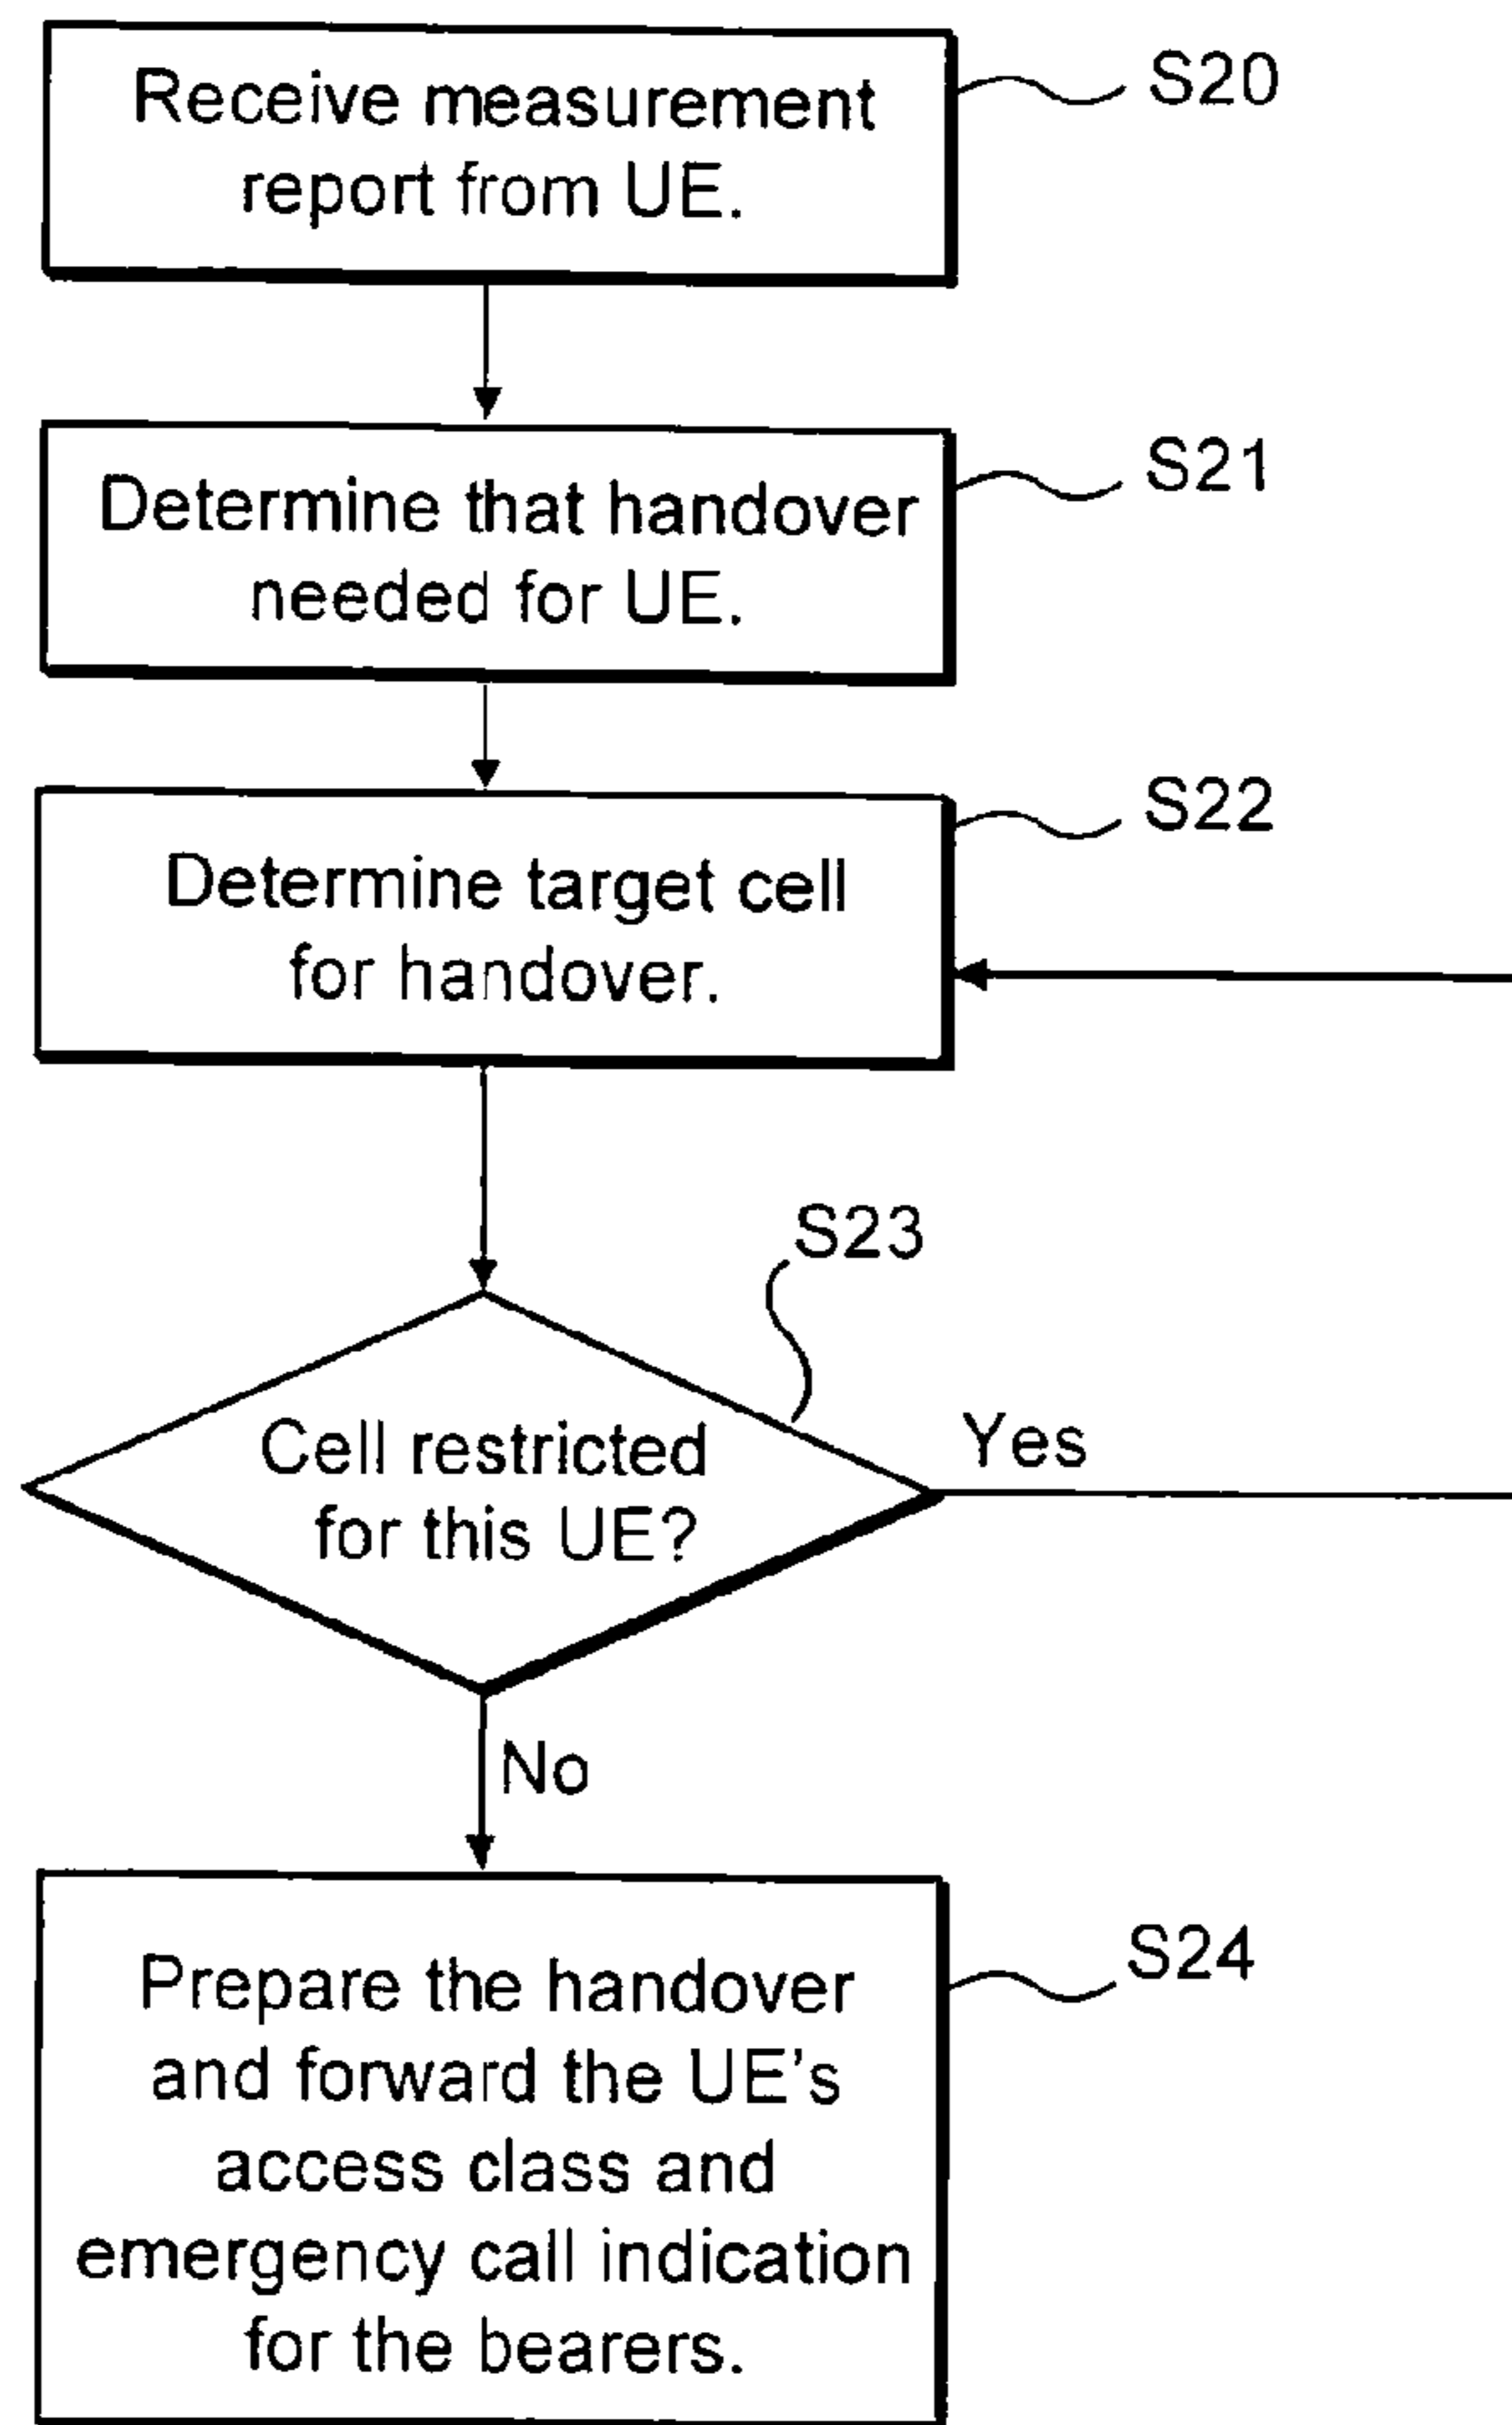 Receive measurement
report from UE.
S20
Determine that handover
needed for UE.
S21
Determine target cell
for handover.
S22
S23
Cell restricted
for this UE?
Yes
No
Prepare the handover
and forward the UE's
access class and
emergency call indication
for the bearers.
S24